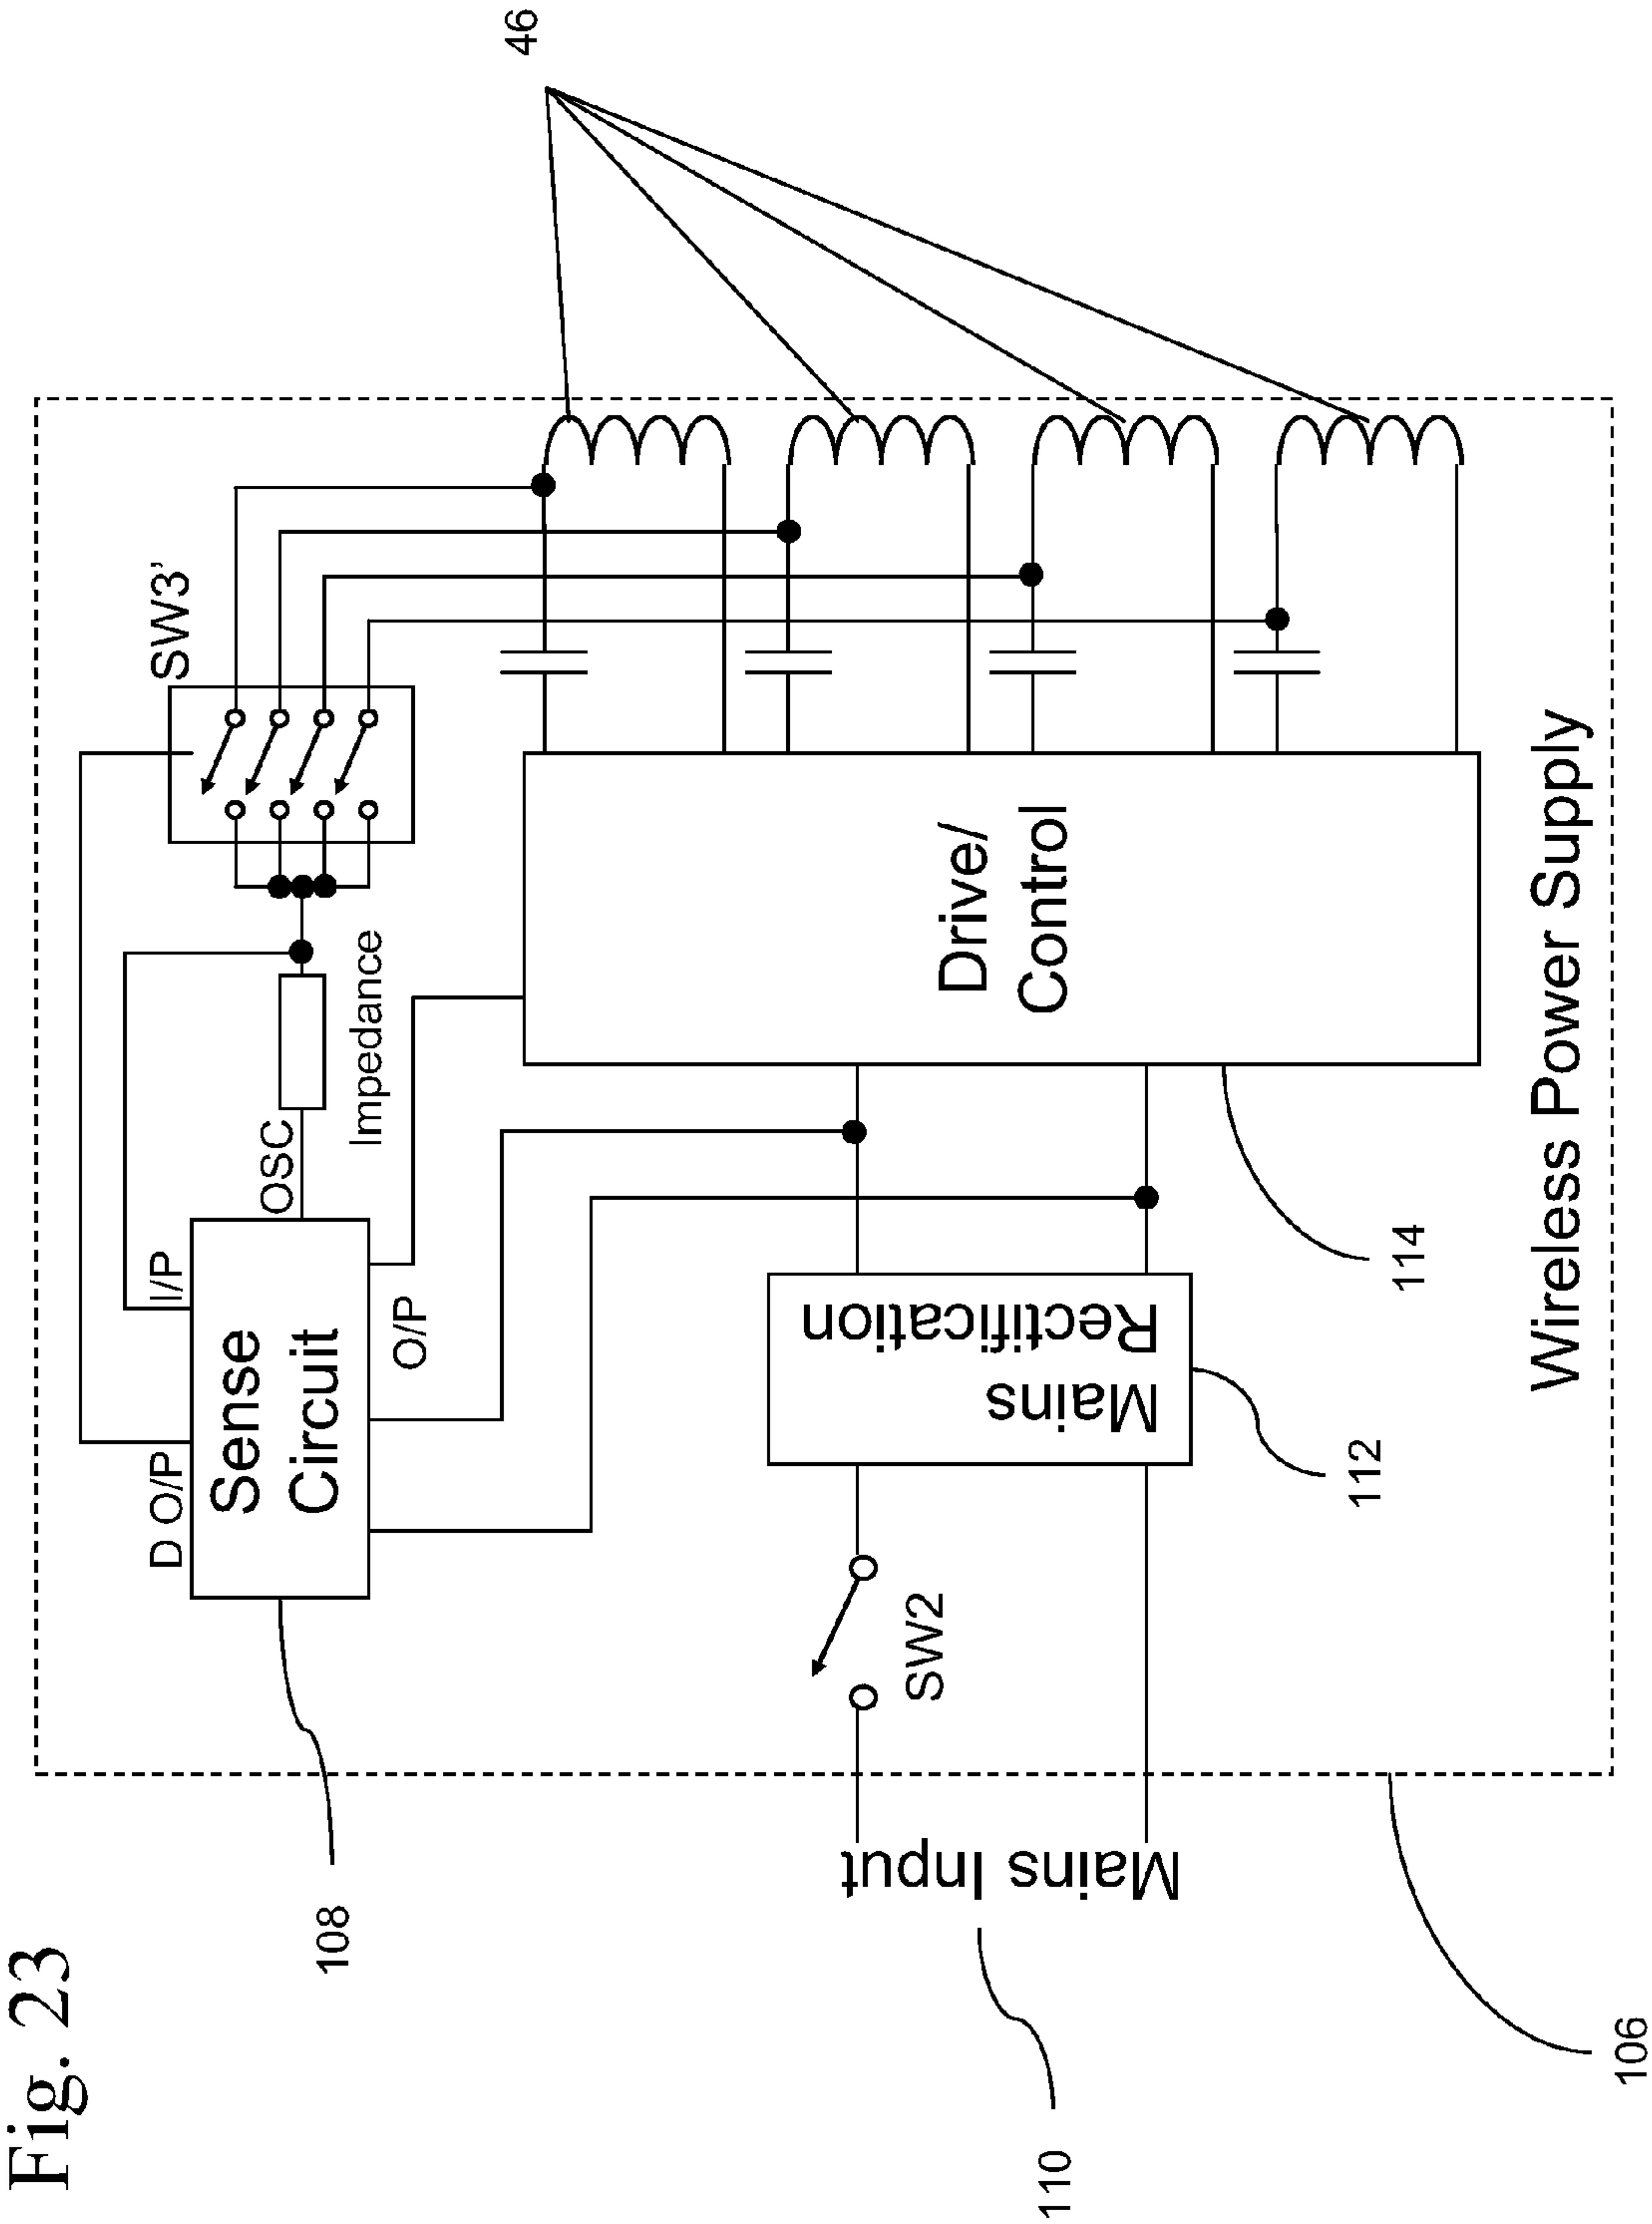 Fig. 23
108
D O/P
I/P
Sense
Circuit
OSC
O/P
Impedance
SW3'
46
110
Mains Input
SW2
Mains
Rectification
112
114
Drive/
Control
Wireless Power Supply
106